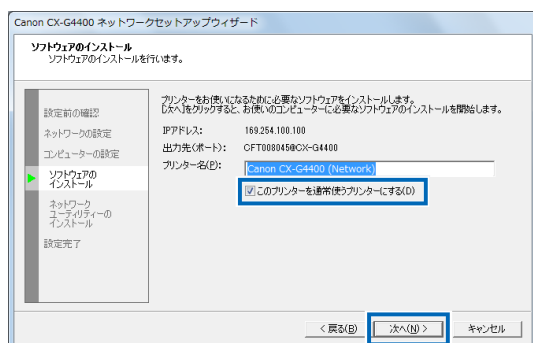 Canon CX-G4400 ネットワークセットアップウィザード
ソフトウェアのインストール
ソフトウェアのインストールを行います。
設定前の確認
ネットワークの設定
コンピューターの設定
ソフトウェアの
インストール
ネットワーク
ユーティリティーの
インストール
設定完了
プリンターをお使いになるために必要なソフトウェアをインストールします。
[次へ]をクリックすると、お使いのコンピューターに必要なソフトウェアのインストールを開始します。
IPアドレス: 169.254.100.100
出力先(ポート): CFT008045@CX-G4400
プリンター名(P): Canon CX-G4400 (Network)
このプリンターを通常使うプリンターにする(D)
< 戻る(B) 次へ(N) > キャンセル